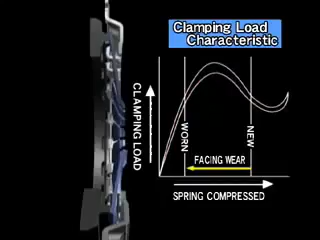 Clamping Load
Characteristic
CLAMPING LOAD
WORN
NEW
FACING WEAR
SPRING COMPRESSED